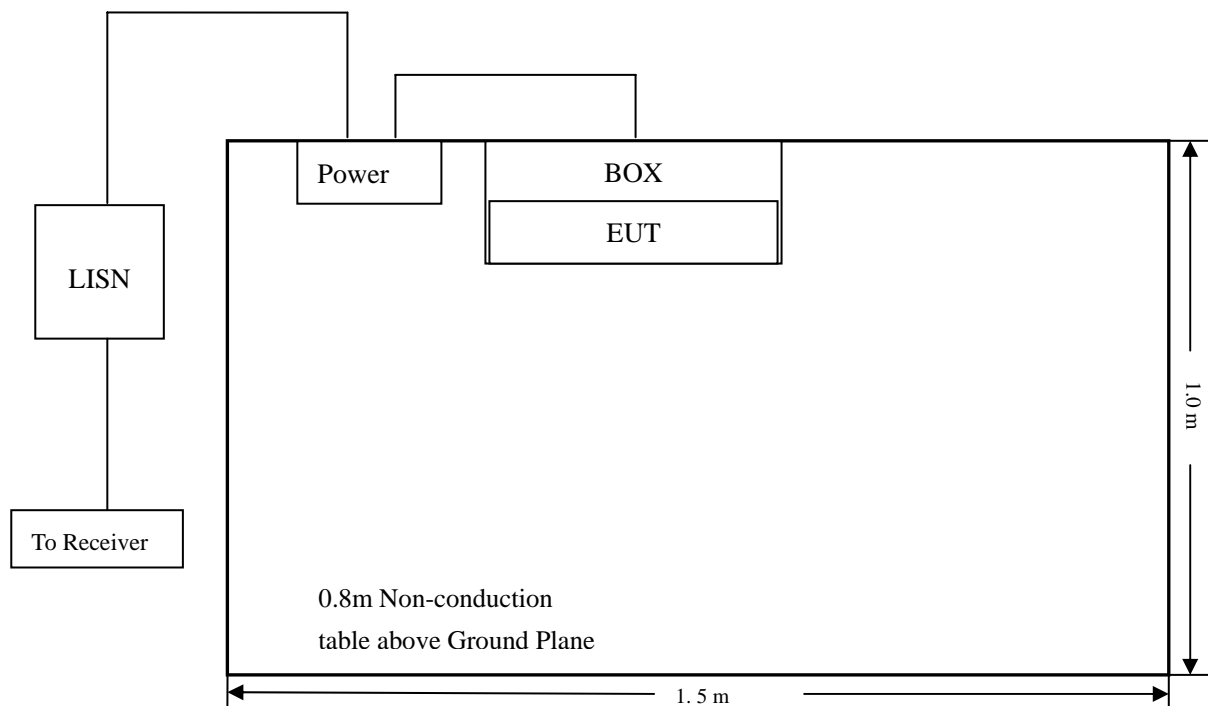 Power
BOX
EUT
LISN
1.0 m
To Receiver
0.8m Non-conduction
table above Ground Plane
1. 5 m